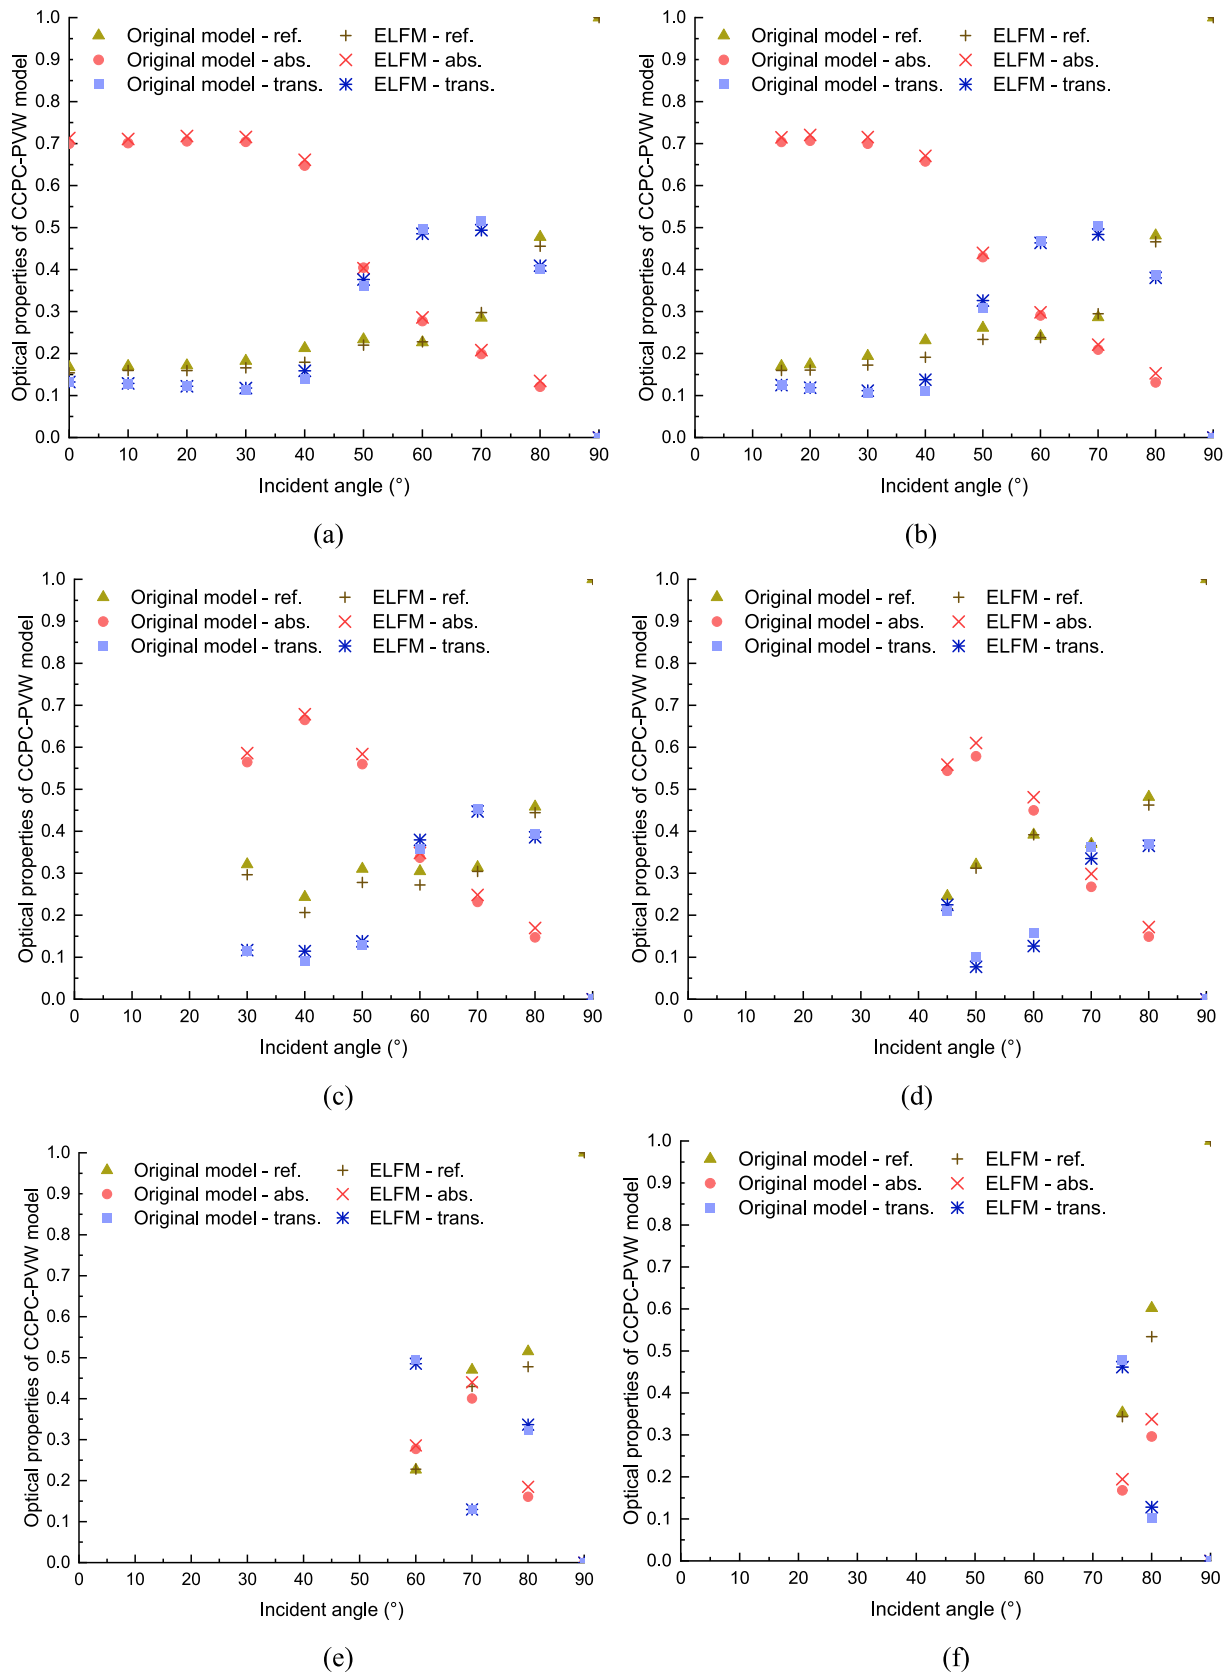 Original model - ref. ELFM - ref.
Original model - abs. ELFM - abs.
Original model - trans. ELFM - trans.
Optical properties of CCPC-PVW model
1.0
0.9
0.8
0.7
0.6
0.5
0.4
0.3
0.2
0.1
0.0
0 10 20 30 40 50 60 70 80 90
Incident angle (°)
(a)
Original model - ref. ELFM - ref.
Original model - abs. ELFM - abs.
Original model - trans. ELFM - trans.
Optical properties of CCPC-PVW model
1.0
0.9
0.8
0.7
0.6
0.5
0.4
0.3
0.2
0.1
0.0
0 10 20 30 40 50 60 70 80 90
Incident angle (°)
(b)
Original model - ref. ELFM - ref.
Original model - abs. ELFM - abs.
Original model - trans. ELFM - trans.
Optical properties of CCPC-PVW model
1.0
0.9
0.8
0.7
0.6
0.5
0.4
0.3
0.2
0.1
0.0
0 10 20 30 40 50 60 70 80 90
Incident angle (°)
(c)
Original model - ref. ELFM - ref.
Original model - abs. ELFM - abs.
Original model - trans. ELFM - trans.
Optical properties of CCPC-PVW model
1.0
0.9
0.8
0.7
0.6
0.5
0.4
0.3
0.2
0.1
0.0
0 10 20 30 40 50 60 70 80 90
Incident angle (°)
(d)
Original model - ref. ELFM - ref.
Original model - abs. ELFM - abs.
Original model - trans. ELFM - trans.
Optical properties of CCPC-PVW model
1.0
0.9
0.8
0.7
0.6
0.5
0.4
0.3
0.2
0.1
0.0
0 10 20 30 40 50 60 70 80 90
Incident angle (°)
(e)
Original model - ref. ELFM - ref.
Original model - abs. ELFM - abs.
Original model - trans. ELFM - trans.
Optical properties of CCPC-PVW model
1.0
0.9
0.8
0.7
0.6
0.5
0.4
0.3
0.2
0.1
0.0
0 10 20 30 40 50 60 70 80 90
Incident angle (°)
(f)